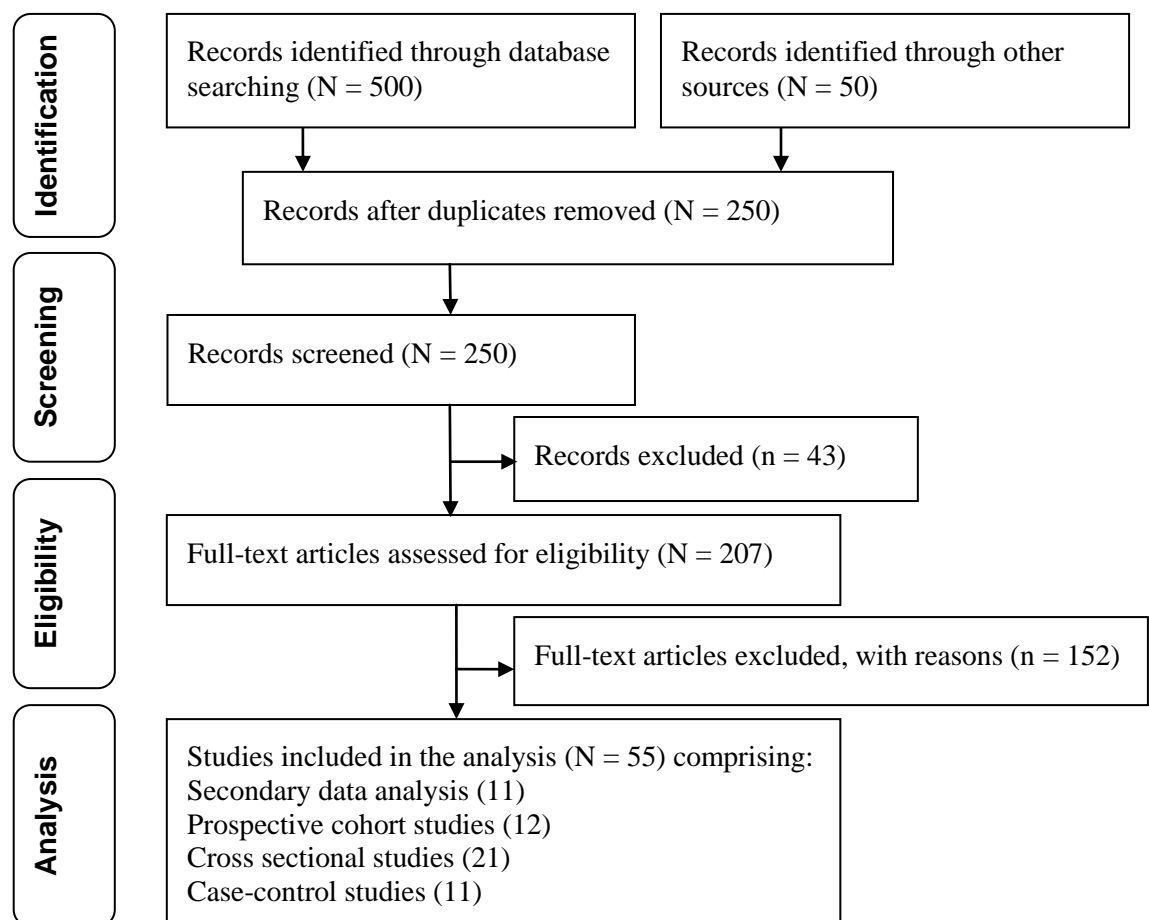 Identification
Records identified through database
searching (N = 500)
Records identified through other
sources (N = 50)
Records after duplicates removed (N = 250)
Screening
Records screened (N = 250)
Records excluded (n = 43)
Eligibility
Full-text articles assessed for eligibility (N = 207)
Full-text articles excluded, with reasons (n = 152)
Analysis
Studies included in the analysis (N = 55) comprising:
Secondary data analysis (11)
Prospective cohort studies (12)
Cross sectional studies (21)
Case-control studies (11)